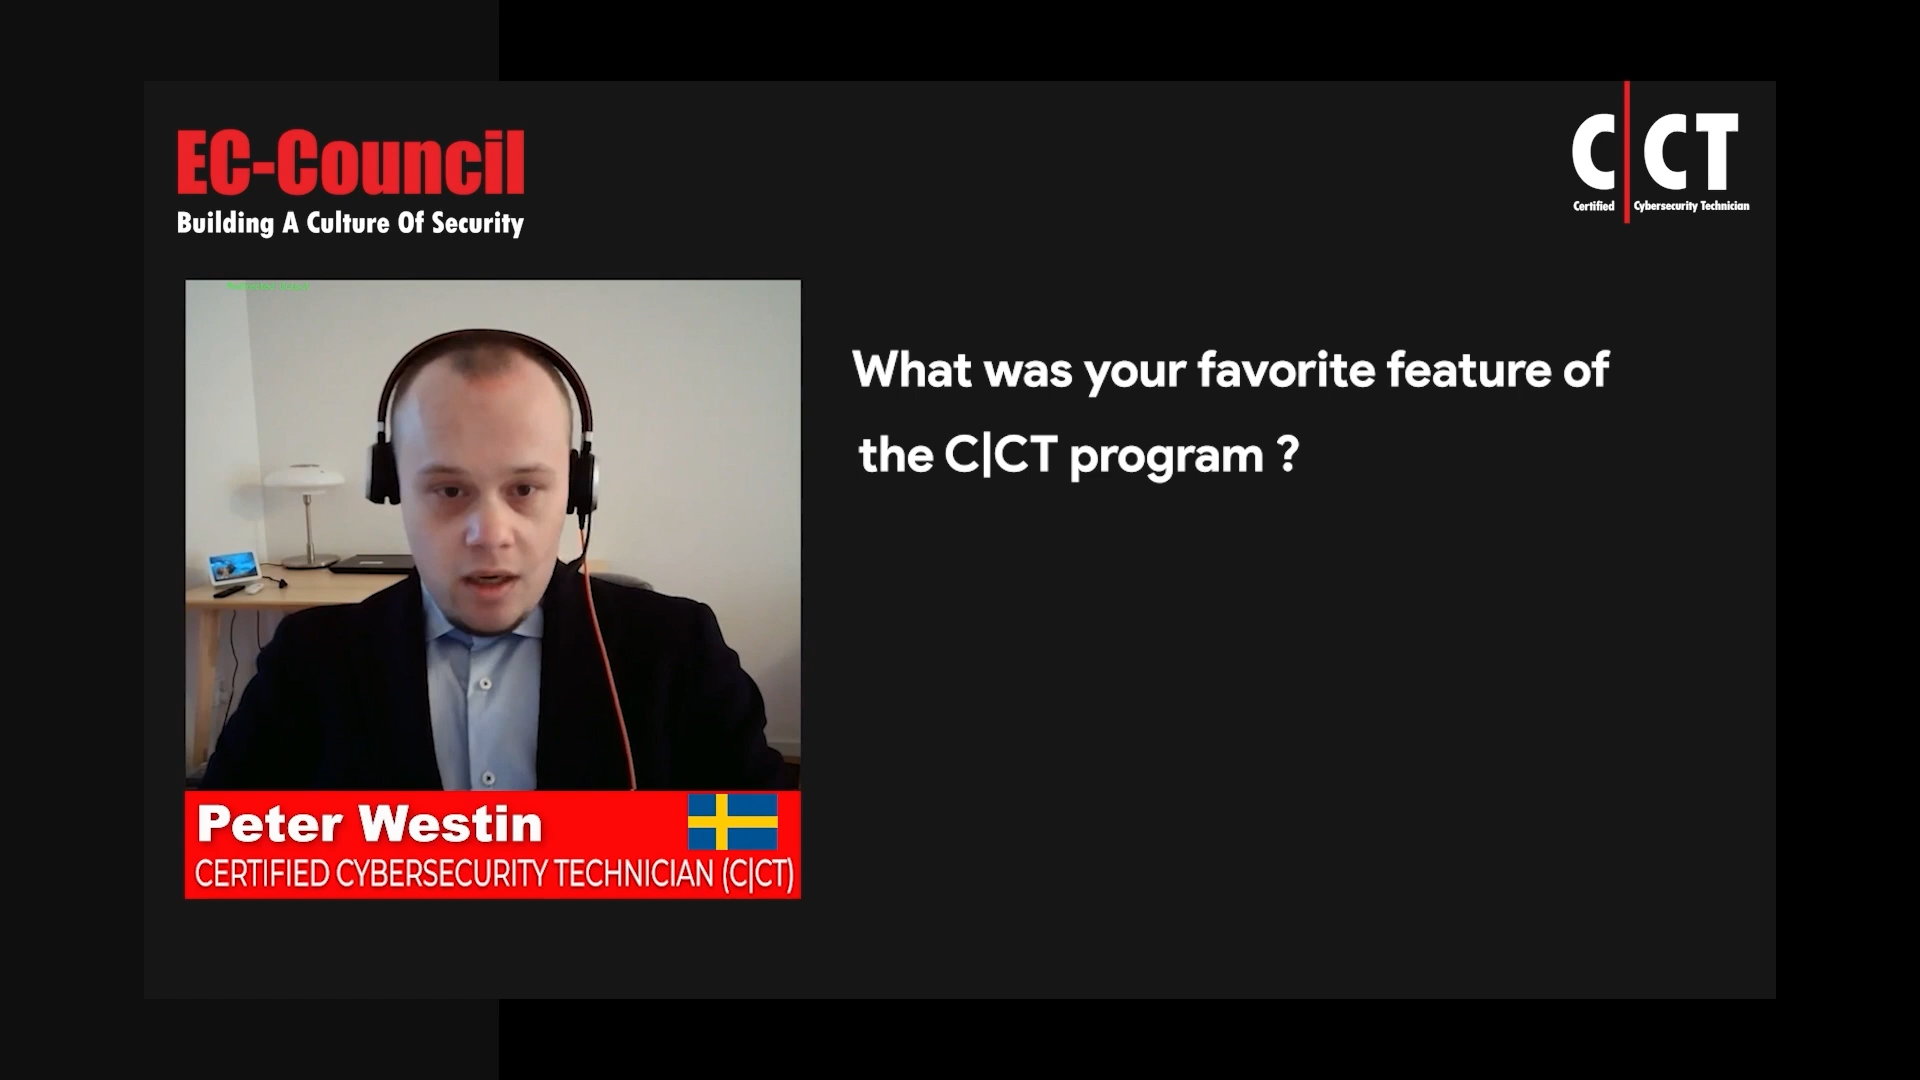 EC-Council
Building A Culture Of Security
C|CT
Certified Cybersecurity Technician
What was your favorite feature of
the C|CT program ?
Peter Westin
CERTIFIED CYBERSECURITY TECHNICIAN (C|CT)